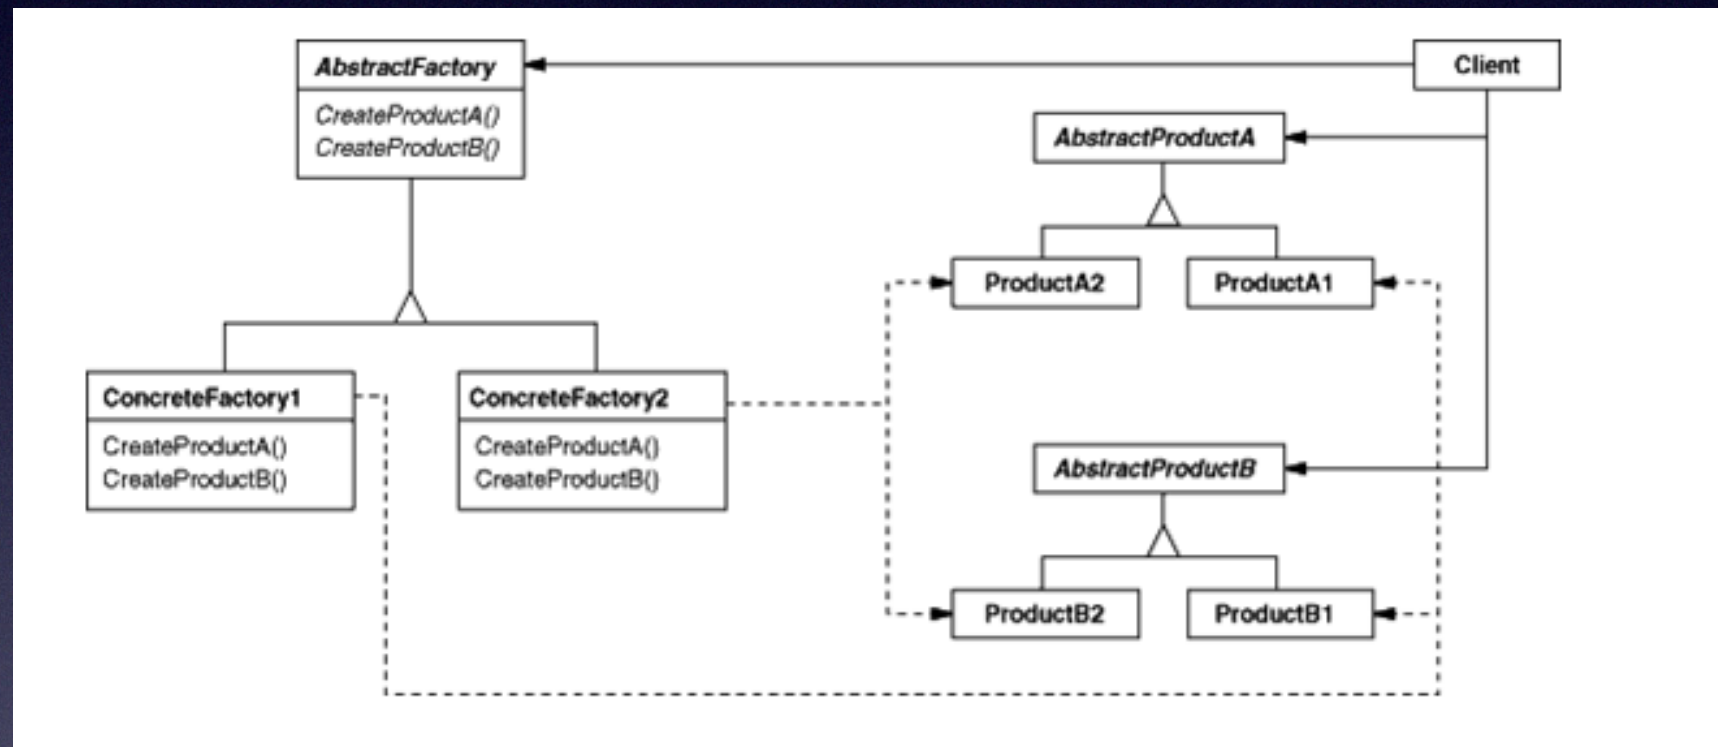 AbstractFactory
CreateProductA()
CreateProductB()
Client
AbstractProductA
ProductA2
ProductA1
ConcreteFactory1
CreateProductA()
CreateProductB()
ConcreteFactory2
CreateProductA()
CreateProductB()
AbstractProductB
ProductB2
ProductB1